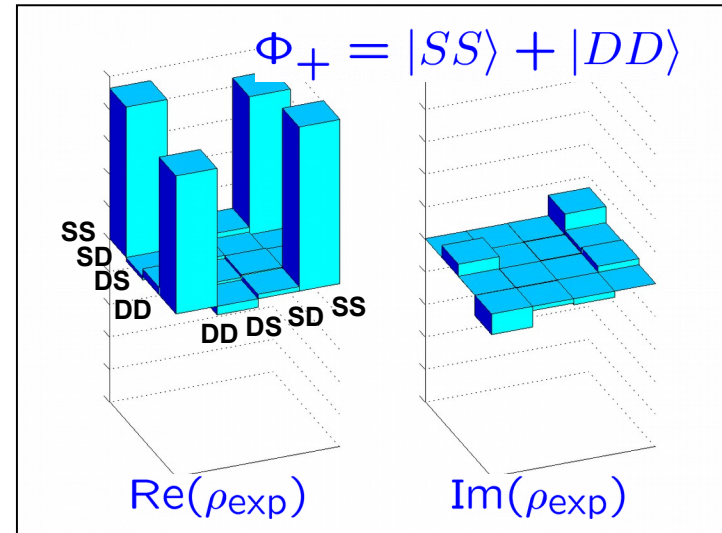 Φ₊ = |SS⟩ + |DD⟩
SS
SD
DS
DD
DD DS SD SS
Re(ρexp) Im(ρexp)